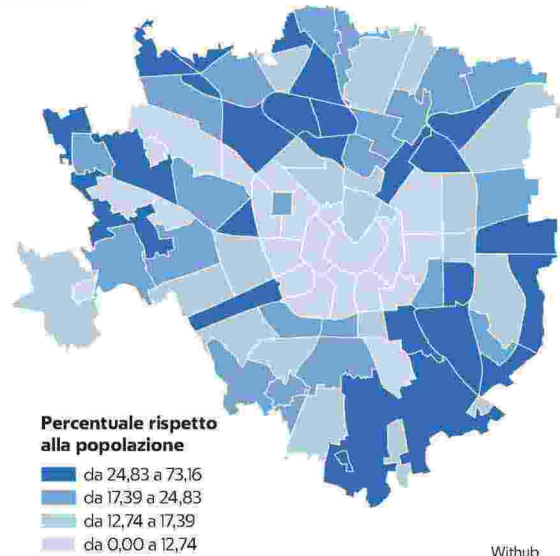 Percentuale rispetto
alla popolazione
da 24,83 a 73,16
da 17,39 a 24,83
da 12,74 a 17,39
da 0,00 a 12,74
Withub